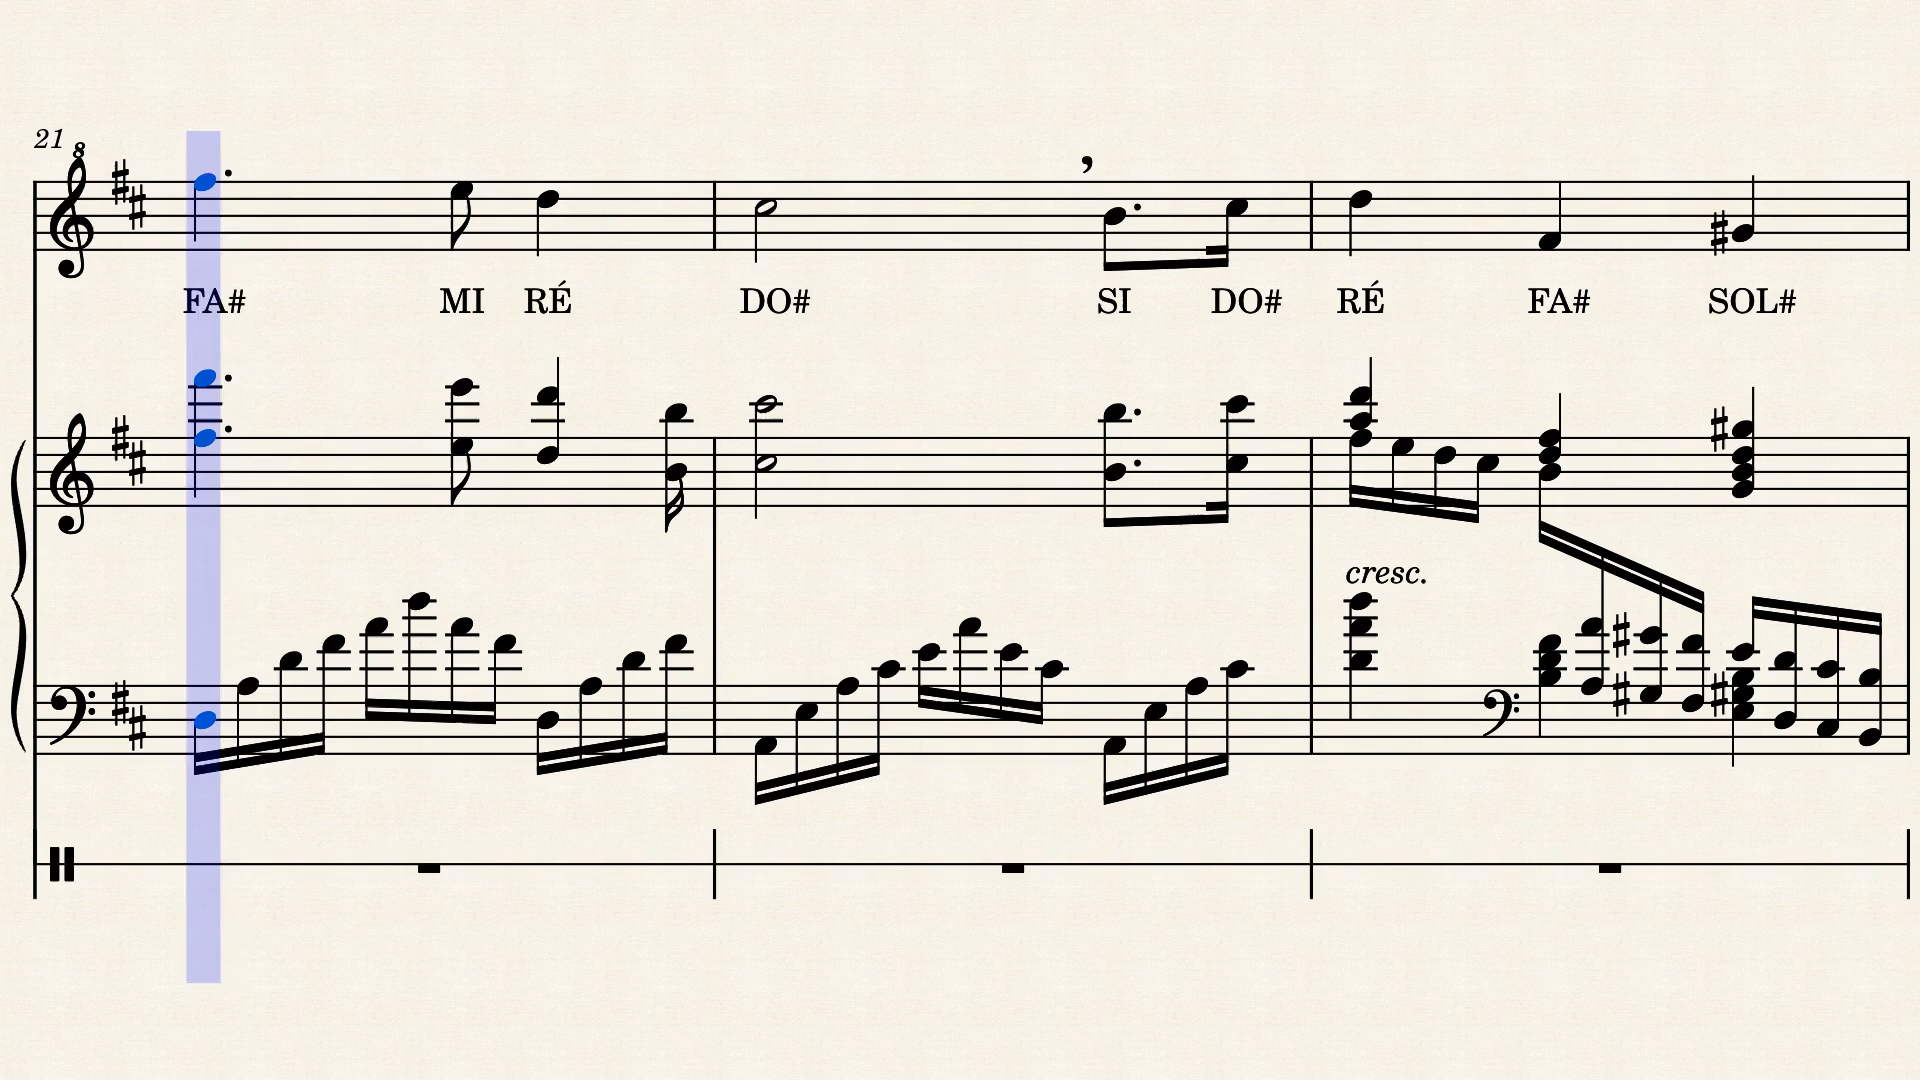 21
8
FA# MI RÉ DO# SI DO# RÉ FA# SOL#
cresc.